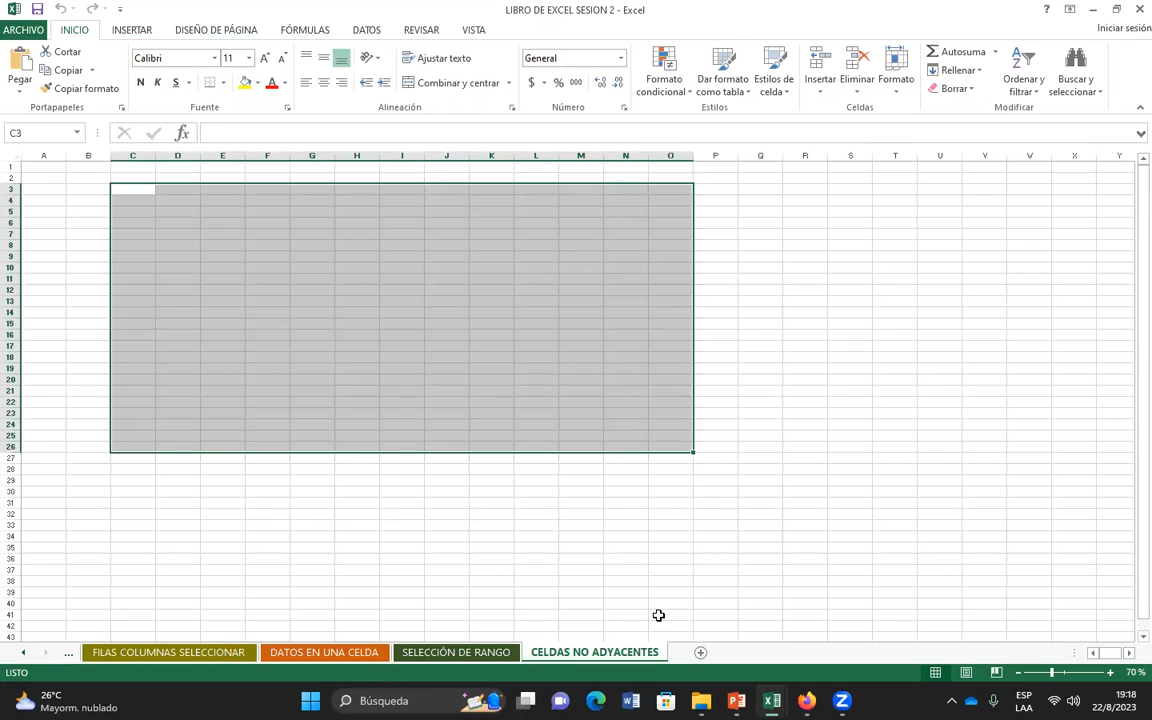 LIBRO DE EXCEL SESION 2 - Excel
ARCHIVO INICIO INSERTAR DISEÑO DE PÁGINA FÓRMULAS DATOS REVISAR VISTA Iniciar sesión
Pegar
Cortar
Copiar
Copiar formato
Portapapeles
Calibri 11
N K S
Fuente
Ajustar texto
Combinar y centrar
Alineación
General
$ % 000
Número
Formato condicional
Dar formato como tabla
Estilos de celda
Estilos
Insertar Eliminar Formato
Celdas
Autosuma
Rellenar
Borrar
Ordenar y filtrar
Buscar y seleccionar
Modificar
C3
fx
A B C D E F G H I J K L M N O P Q R S T U V W X Y
1
2
3
4
5
6
7
8
9
10
11
12
13
14
15
16
17
18
19
20
21
22
23
24
25
26
27
28
29
30
31
32
33
34
35
36
37
38
39
40
41
42
43
... FILAS COLUMNAS SELECCIONAR DATOS EN UNA CELDA SELECCIÓN DE RANGO CELDAS NO ADYACENTES
LISTO 70 %
26°C
Mayorm. nublado
Búsqueda
ESP
LAA
19:18
22/8/2023